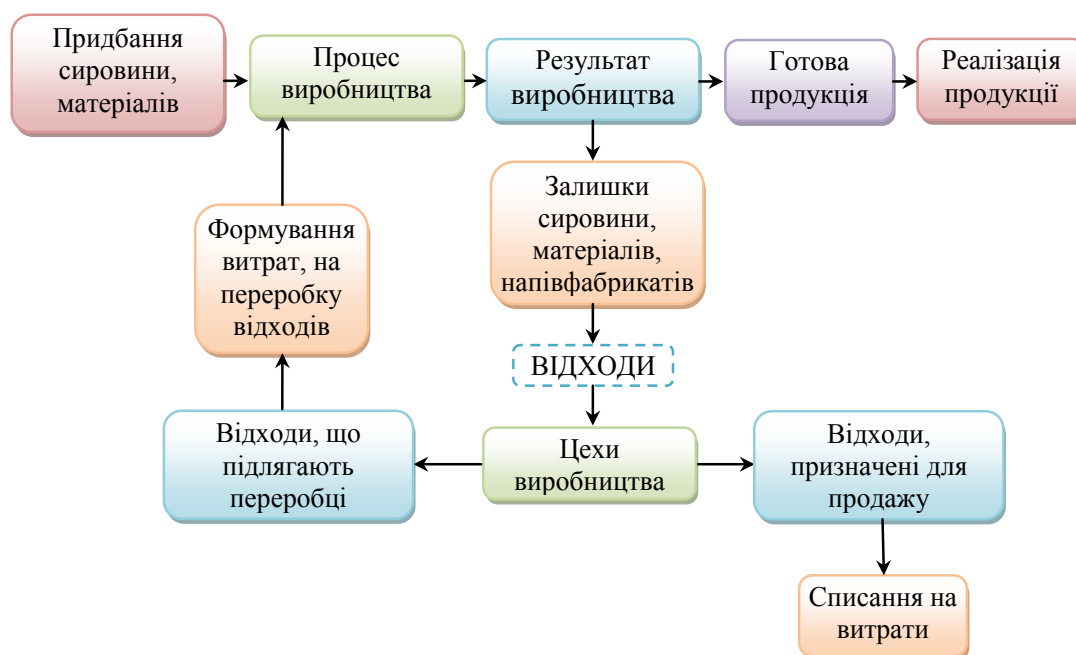 Придбання
сировини,
матеріалів
Процес
виробництва
Результат
виробництва
Готова
продукція
Реалізація
продукції
Залишки
сировини,
матеріалів,
напівфабрикатів
Формування
витрат, на
переробку
відходів
ВІДХОДИ
Відходи, що
підлягають
переробці
Цехи
виробництва
Відходи,
призначені для
продажу
Списання на
витрати